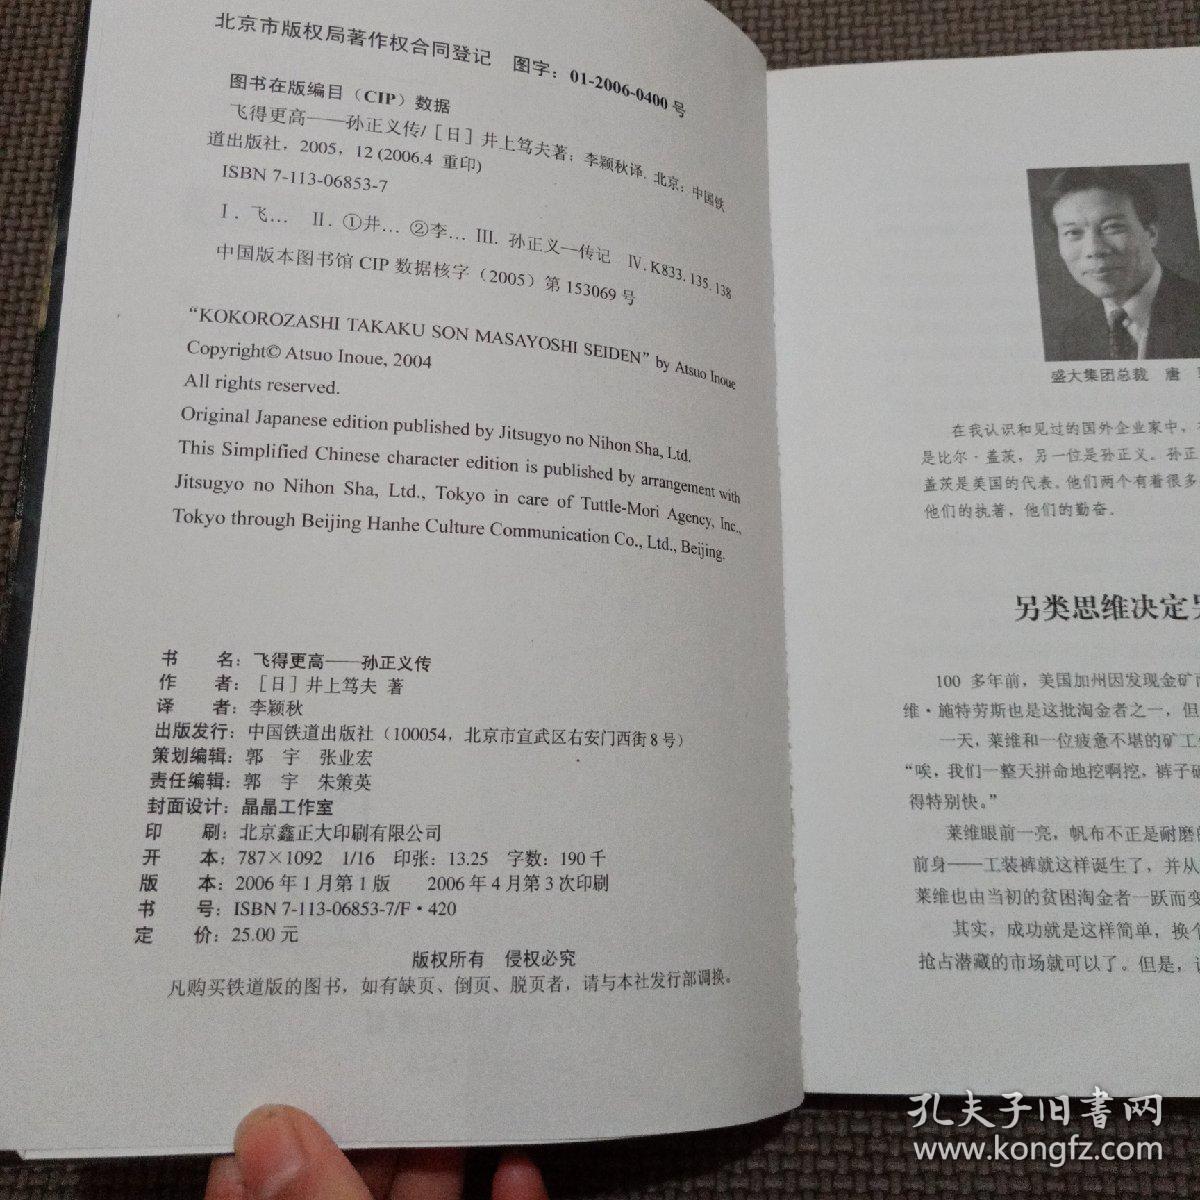 北京市版权局著作权合同登记 图字：01-2006-0400 号
图书在版编目（CIP）数据
飞得更高——孙正义传/［日］井上笃夫著；李颖秋译. 北京：中国铁
道出版社，2005，12 (2006.4 重印)
ISBN 7-113-06853-7
Ⅰ. 飞… Ⅱ. ①井… ②李… Ⅲ. 孙正义—传记 Ⅳ. K833.135.138
中国版本图书馆 CIP 数据核字（2005）第 153069 号
“KOKOROZASHI TAKAKU SON MASAYOSHI SEIDEN” by Atsuo Inoue
Copyright© Atsuo Inoue, 2004
All rights reserved.
Original Japanese edition published by Jitsugyo no Nihon Sha, Ltd.
This Simplified Chinese character edition is published by arrangement with
Jitsugyo no Nihon Sha, Ltd., Tokyo in care of Tuttle-Mori Agency, Inc.,
Tokyo through Beijing Hanhe Culture Communication Co., Ltd., Beijing.
书 名：飞得更高——孙正义传
作 者：［日］井上笃夫 著
译 者：李颖秋
出版发行：中国铁道出版社（100054，北京市宣武区右安门西街 8 号）
策划编辑：郭 宇 张业宏
责任编辑：郭 宇 朱策英
封面设计：晶晶工作室
印 刷：北京鑫正大印刷有限公司
开 本：787×1092 1/16 印张：13.25 字数：190 千
版 本：2006 年 1 月第 1 版 2006 年 4 月第 3 次印刷
书 号：ISBN 7-113-06853-7/F·420
定 价：25.00 元
版权所有 侵权必究
凡购买铁道版的图书，如有缺页、倒页、脱页者，请与本社发行部调换。
盛大集团总裁 唐
在我认识和见过的国外企业家中，
是比尔·盖茨，另一位是孙正义。孙正
盖茨是美国的代表。他们两个有着很多
他们的执著，他们的勤奋。
另类思维决定
100 多年前，美国加州因发现金矿
维·施特劳斯也是这批淘金者之一，但
一天，莱维和一位疲惫不堪的矿工
“唉，我们一整天拼命地挖啊挖，裤子破
得特别快。”
莱维眼前一亮，帆布不正是耐磨
前身——工装裤就这样诞生了，并从
莱维也由当初的贫困淘金者一跃而变
其实，成功就是这样简单，换个
抢占潜藏的市场就可以了。但是，
孔夫子旧書网
www.kongfz.com